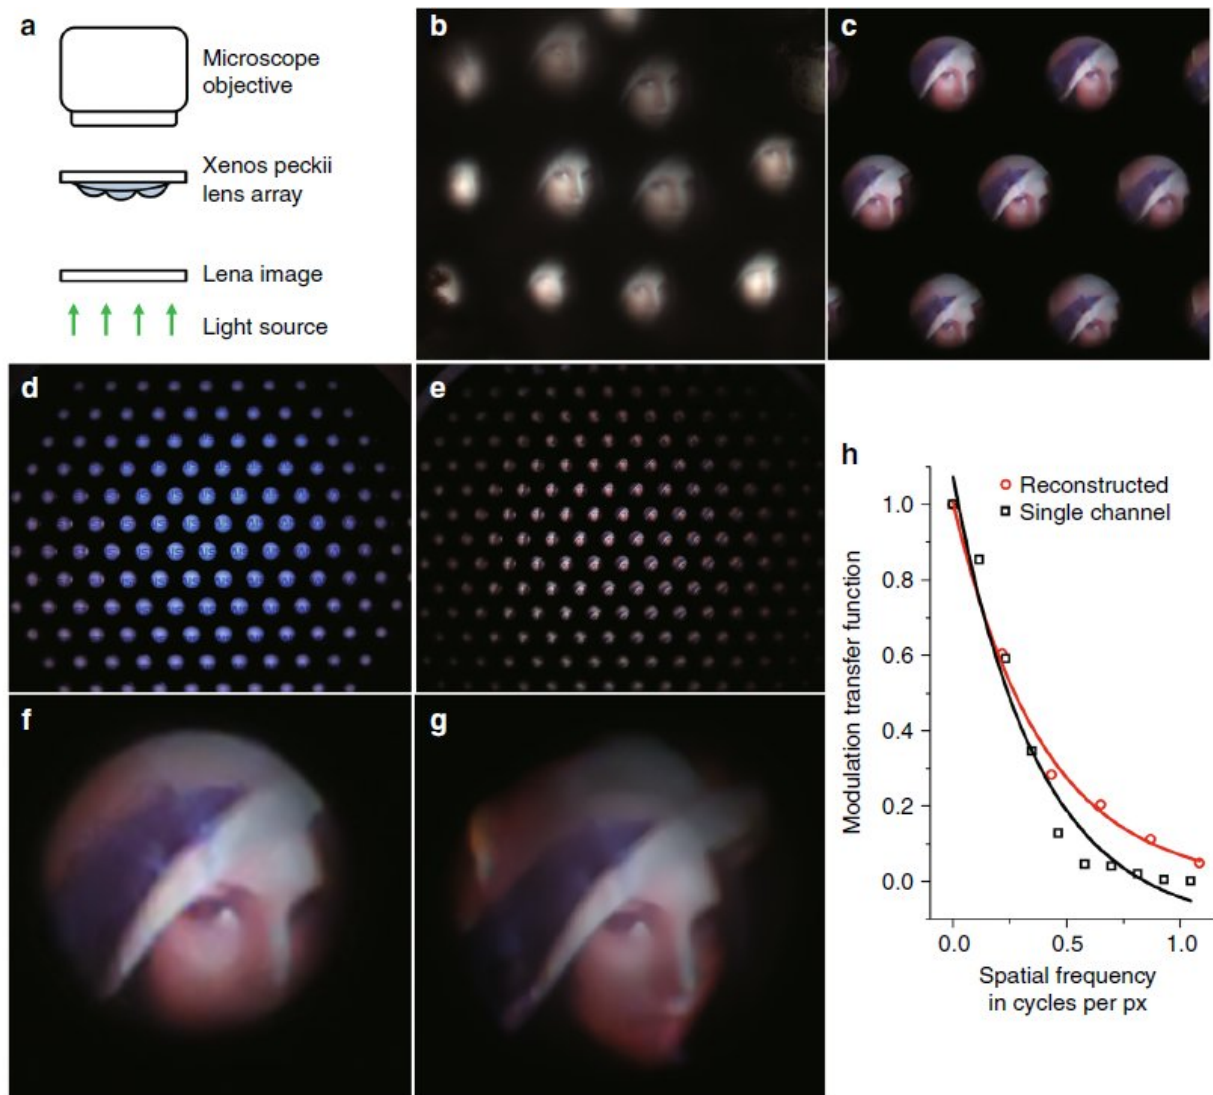 a
Microscope
objective
Xenos peckii
lens array
Lena image
Light source
b
c
d
e
f
g
h
Reconstructed
Single channel
Modulation transfer function
1.0
0.8
0.6
0.4
0.2
0.0
0.0 0.5 1.0
Spatial frequency
in cycles per px